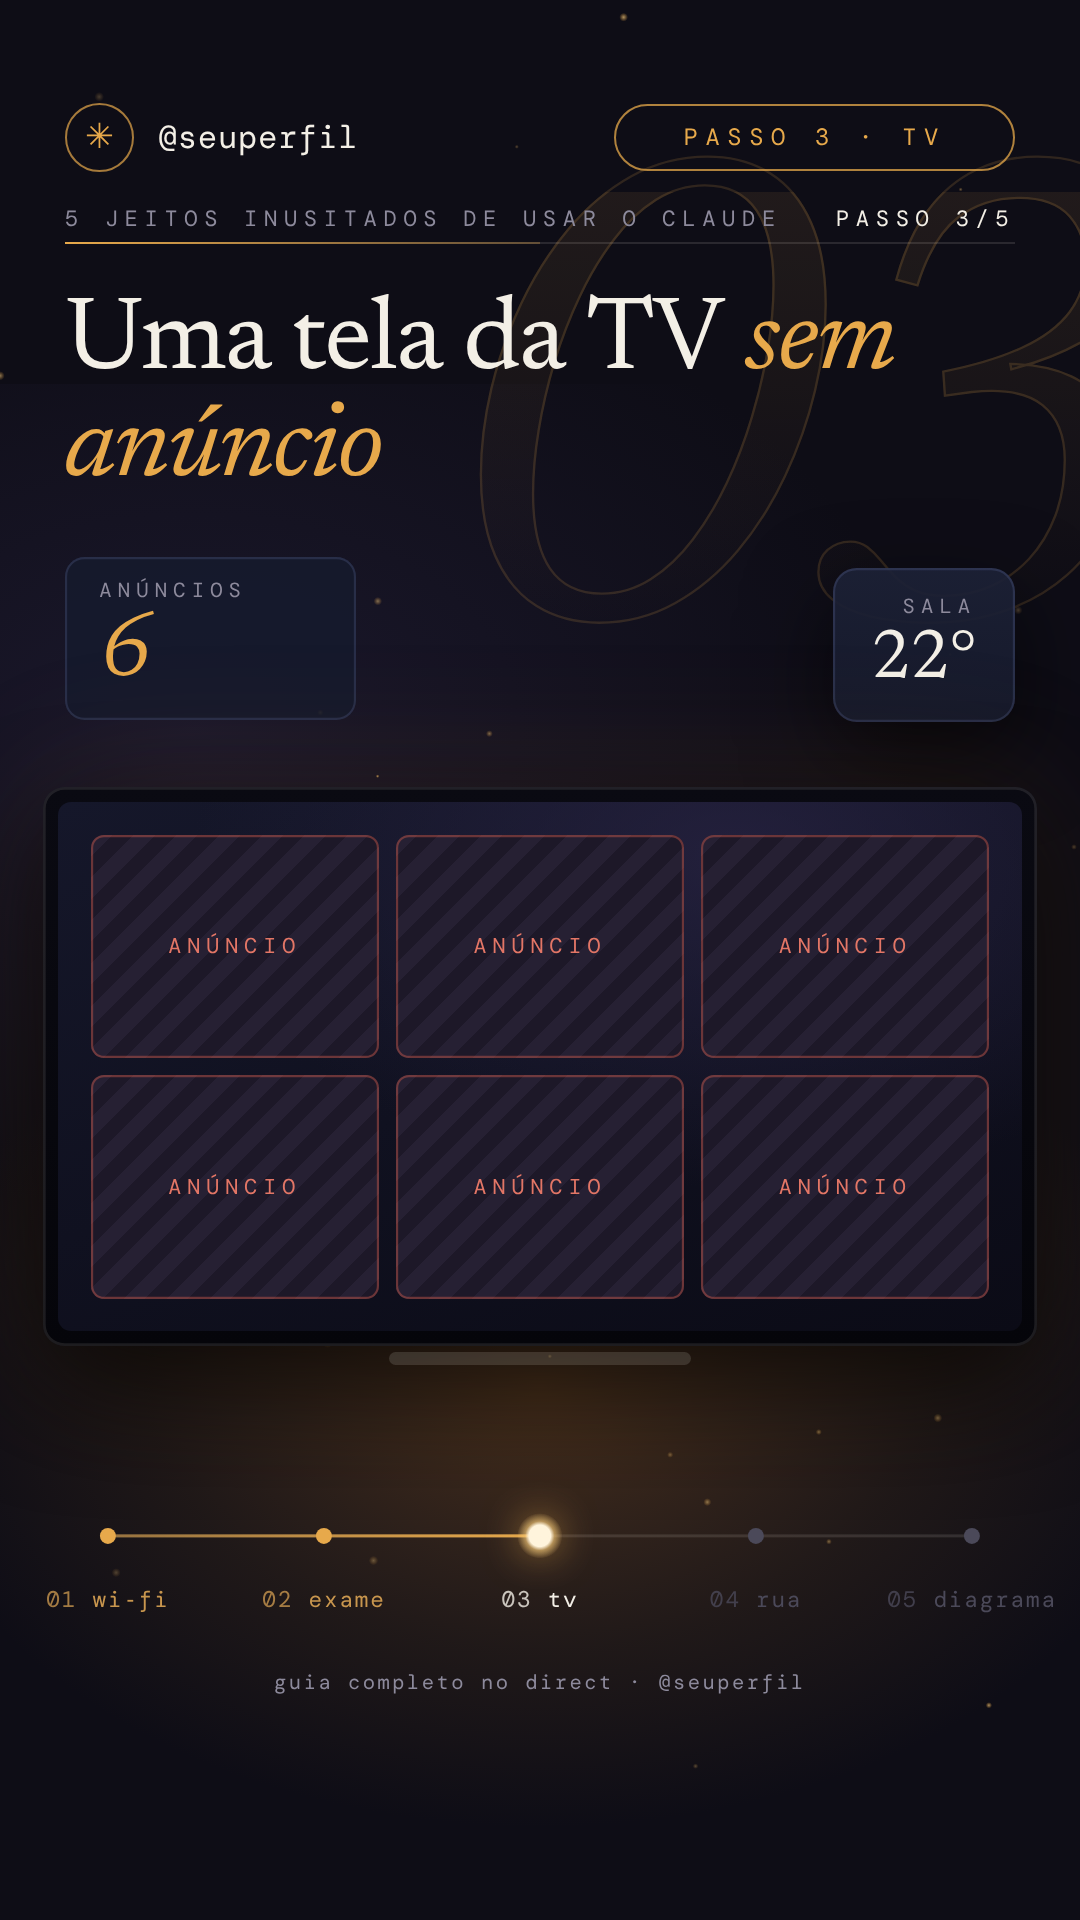 @seuperfil
PASSO 3 · TV
5 JEITOS INUSITADOS DE USAR O CLAUDE
PASSO 3/5
03
Uma tela da TV sem
anúncio
ANÚNCIOS
6
SALA
22°
ANÚNCIO ANÚNCIO ANÚNCIO
ANÚNCIO ANÚNCIO ANÚNCIO
01 wi-fi 02 exame 03 tv 04 rua 05 diagrama
guia completo no direct · @seuperfil